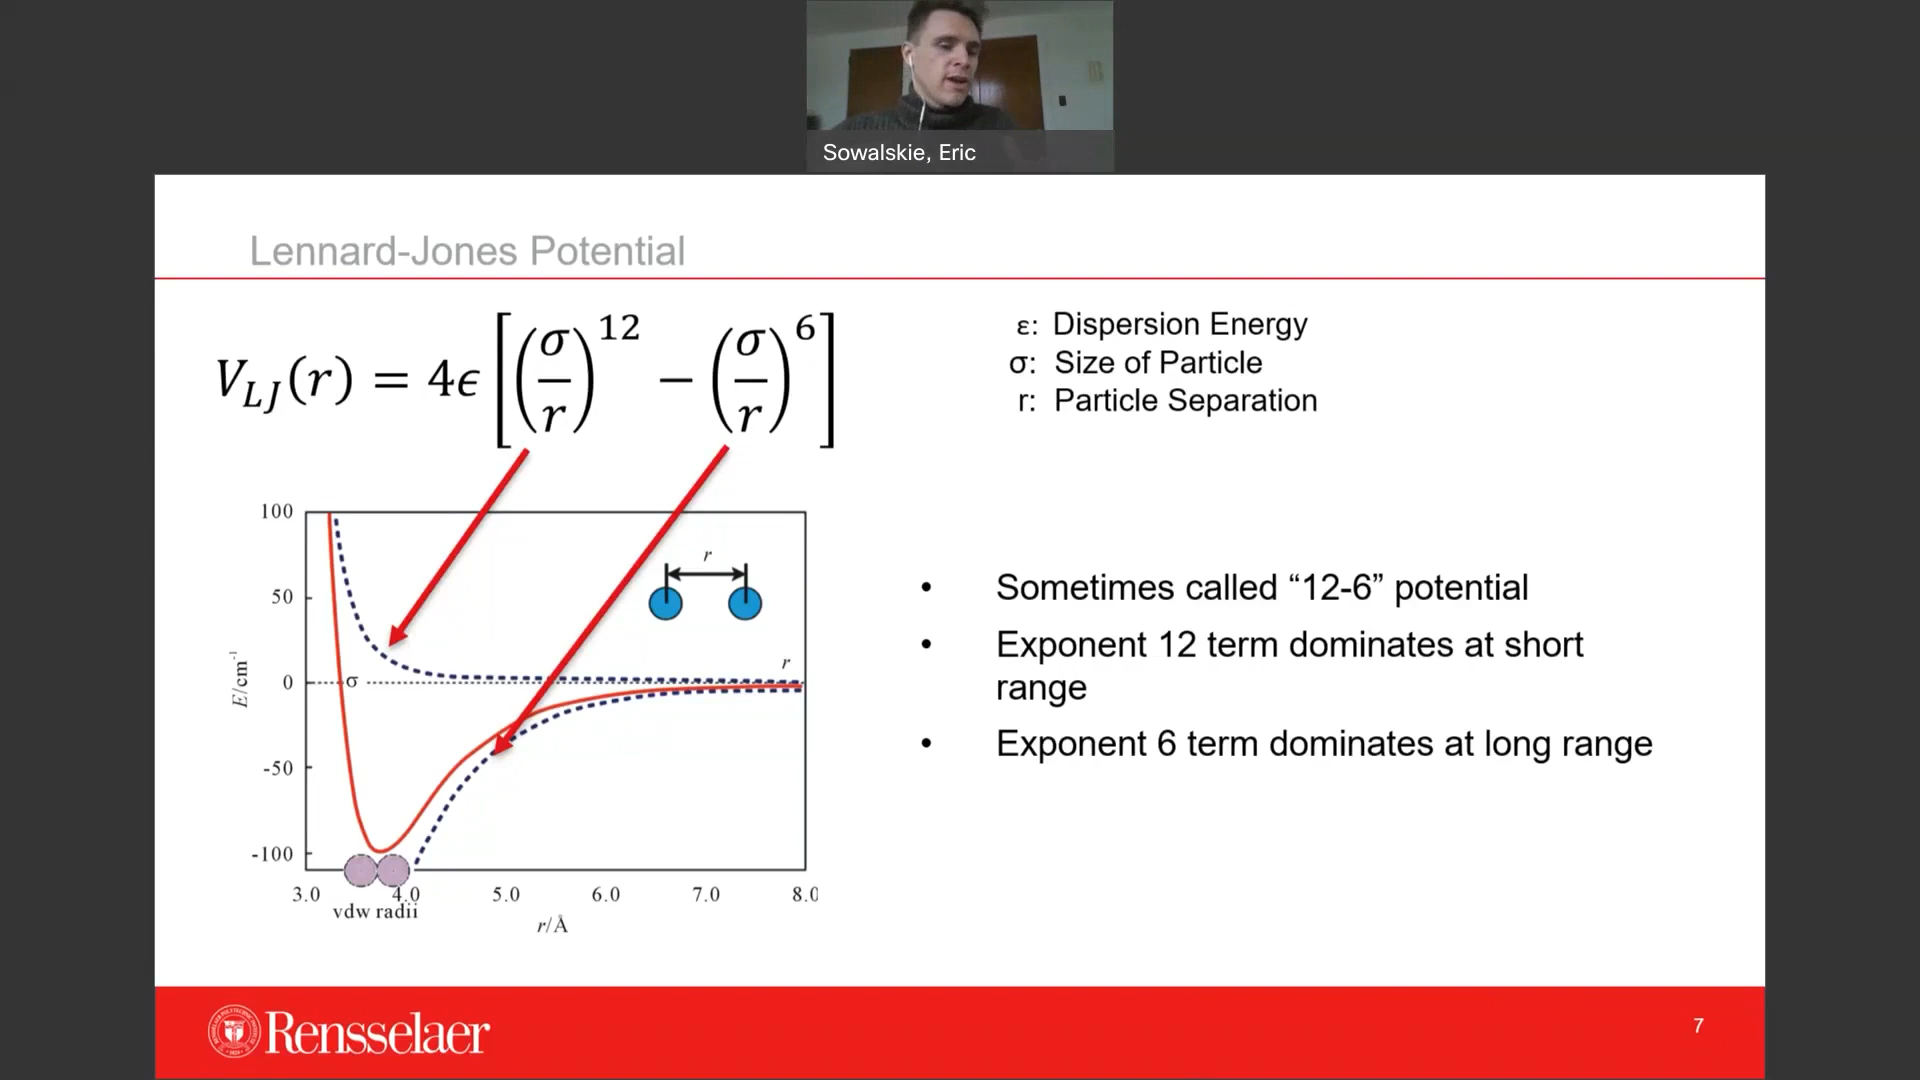 Sowalskie, Eric
Lennard-Jones Potential
V_{LJ}(r) = 4ϵ[(σ/r)^{12} − (σ/r)^{6}]
ε: Dispersion Energy
σ: Size of Particle
r: Particle Separation
100
50
0
-50
-100
E/cm⁻¹
σ
r
r
3.0 4.0 5.0 6.0 7.0 8.0
vdw radii
r/Å
• Sometimes called “12-6” potential
• Exponent 12 term dominates at short
range
• Exponent 6 term dominates at long range
Rensselaer
7